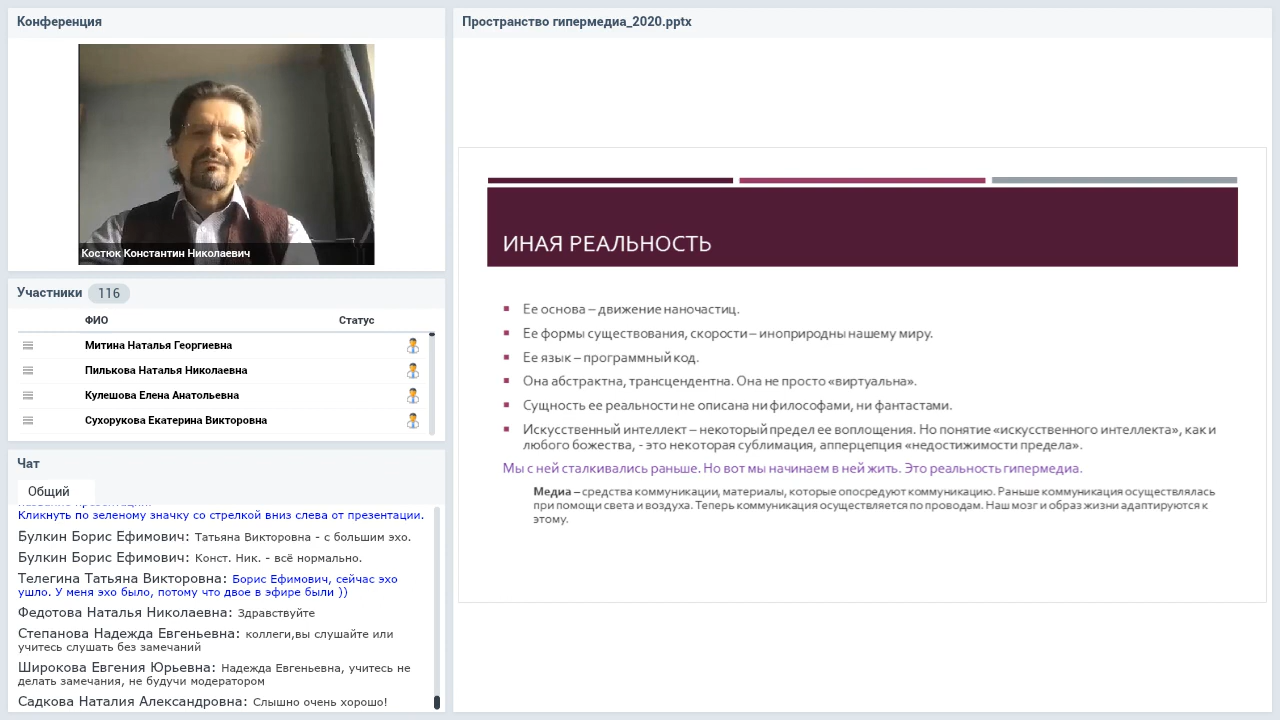 Конференция
Костюк Константин Николаевич
Участники 116
ФИО Статус
Митина Наталья Георгиевна
Пилькова Наталья Николаевна
Кулешова Елена Анатольевна
Сухорукова Екатерина Викторовна
Чат
Общий
Кликнуть по зеленому значку со стрелкой вниз слева от презентации.
Булкин Борис Ефимович: Татьяна Викторовна - с большим эхо.
Булкин Борис Ефимович: Конст. Ник. - всё нормально.
Телегина Татьяна Викторовна: Борис Ефимович, сейчас эхо
ушло. У меня эхо было, потому что двое в эфире были ))
Федотова Наталья Николаевна: Здравствуйте
Степанова Надежда Евгеньевна: коллеги,вы слушайте или
учитесь слушать без замечаний
Широкова Евгения Юрьевна: Надежда Евгеньевна, учитесь не
делать замечания, не будучи модератором
Садкова Наталия Александровна: Слышно очень хорошо!
Пространство гипермедиа_2020.pptx
ИНАЯ РЕАЛЬНОСТЬ
Ее основа – движение наночастиц.
Ее формы существования, скорости – иноприродны нашему миру.
Ее язык – программный код.
Она абстрактна, трансцендентна. Она не просто «виртуальна».
Сущность ее реальности не описана ни философами, ни фантастами.
Искусственный интеллект – некоторый предел ее воплощения. Но понятие «искусственного интеллекта», как и
любого божества, - это некоторая сублимация, апперцепция «недостижимости предела».
Мы с ней сталкивались раньше. Но вот мы начинаем в ней жить. Это реальность гипермедиа.
Медиа – средства коммуникации, материалы, которые опосредуют коммуникацию. Раньше коммуникация осуществлялась
при помощи света и воздуха. Теперь коммуникация осуществляется по проводам. Наш мозг и образ жизни адаптируются к
этому.